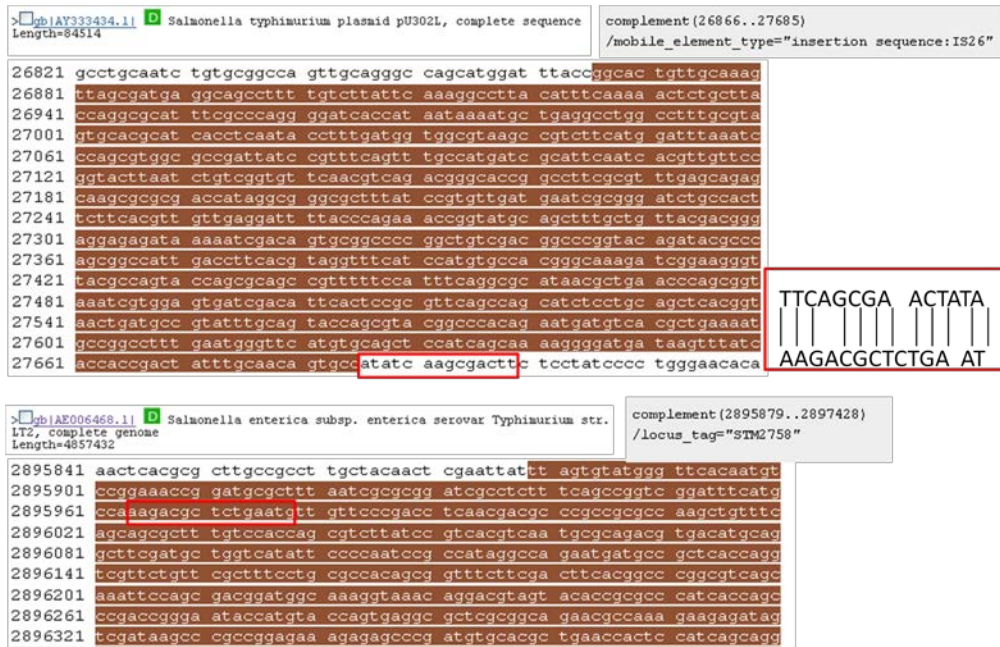 >gb|AY333434.1| D Salmonella typhimurium plasmid pU302L, complete sequence
Length=84514
complement(26866..27685)
/mobile_element_type="insertion sequence:IS26"
26821 gcctgcaatc tgtgcggcca gttgcagggc cagcatggat ttaccggcac tgttgcaaag
26881 ttagcgatga ggcagccttt tgtcttattc aaaggcctta catttcaaaa actctgctta
26941 ccaggcgcat ttcgcccagg ggatcaccat aataaaatgc tgaggcctgg cctttgcgta
27001 gtgcacgcat cacctcaata cctttgatgg tggcgtaagc cgtcttcatg gatttaaatc
27061 ccagcgtggc gccgattatc cgtttcagtt tgccatgatc gcattcaatc acgttgttcc
27121 ggtacttaat ctgtcggtgt tcaacgtcag acgggcaccg gccttcgcgt ttgagcagag
27181 caagcgcgcg accataggcg ggcgctttat ccgtgttgat gaatcgcggg atctgccact
27241 tcttcacgtt gttgaggatt ttacccagaa accggtatgc agctttgctg ttacgacggg
27301 aggagagata aaaatcgaca gtgcggcccc ggctgtcgac ggcccggtac agatacgccc
27361 agcggccatt gaccttcacg taggtttcat ccatgtgcca cgggcaaaga tcggaagggt
27421 tacgccagta ccagcgcagc cgtttttcca tttcaggcgc ataacgctga acccagcggt
27481 aaatcgtgga gtgatcgaca ttcactccgc gttcagccag catctcctgc agctcacggt
27541 aactgatgcc gtatttgcag taccagcgta cggcccacag aatgatgtca cgctgaaaat
27601 gccggccttt gaatgggttc atgtgcagct ccatcagcaa aaggggatga taagtttatc
27661 accaccgact atttgcaaca gtgccatatc aagcgacttc tcctatcccc tgggaacaca
TTCAGCGA ACTATA
AAGACGCTCTGA AT
>gb|AE006468.1| D Salmonella enterica subsp. enterica serovar Typhimurium str.
LT2, complete genome
Length=4857432
complement(2895879..2897428)
/locus_tag="STM2758"
2895841 aactcacgcg cttgccgcct tgctacaact cgaattattt agtgtatggg ttcacaatgt
2895901 ccggaaaccg gatgcgcttt aatcgcgcgg atcgcctctt tcagccggtc ggatttcatg
2895961 ccaaagacgc tctgaatgtt gttcccgacc tcaacgacgc ccgccgcgcc aagctgtttc
2896021 agcagcgctt tgtccaccag cgtcttatcc gtcacgtcaa tgcgcagacg tgacatgcag
2896081 gcttcgatgc tggtcatatt ccccaatccg ccataggcca gaatgatgcc gctcaccagg
2896141 tcgttctgtt cgctttcctg cgccacagcg gtttcttcga cttcacggcc cggcgtcagc
2896201 aaattccagc gacggatggc aaaggtaaac aggacgtagt acaccgcgcc catcaccagc
2896261 ccgaccggga ataccatgta ccagtgaggc gctcgcggca gaacgccaaa gaagagatag
2896321 tcgataagcc cgccggagaa agagagcccg atgtgcacgc tgaaccactc catcagcagg